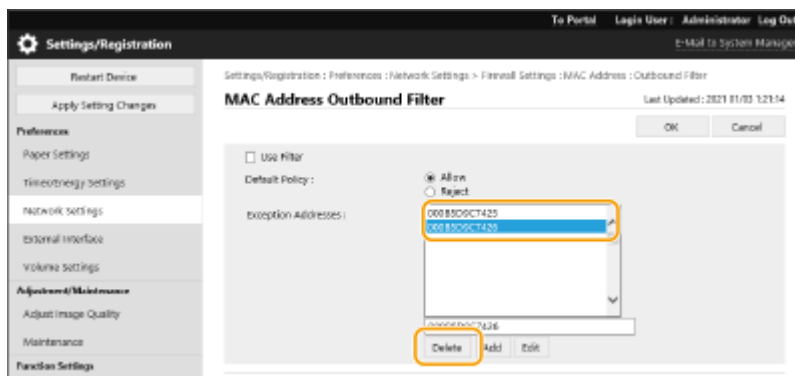 To Portal Login User: Administrator Log Out
Settings/Registration E-Mail to System Manager
Restart Device
Apply Setting Changes
Preferences
Paper Settings
Timer/Energy Settings
Network Settings
External Interface
Volume Settings
Adjustment/Maintenance
Adjust Image Quality
Maintenance
Function Settings
Settings/Registration : Preferences : Network Settings > Firewall Settings : MAC Address : Outbound Filter
MAC Address Outbound Filter
Last Updated : 2021 01/03 1:21:14
OK Cancel
Use Filter
Default Policy : Allow
Reject
Exception Addresses :
Delete Add Edit